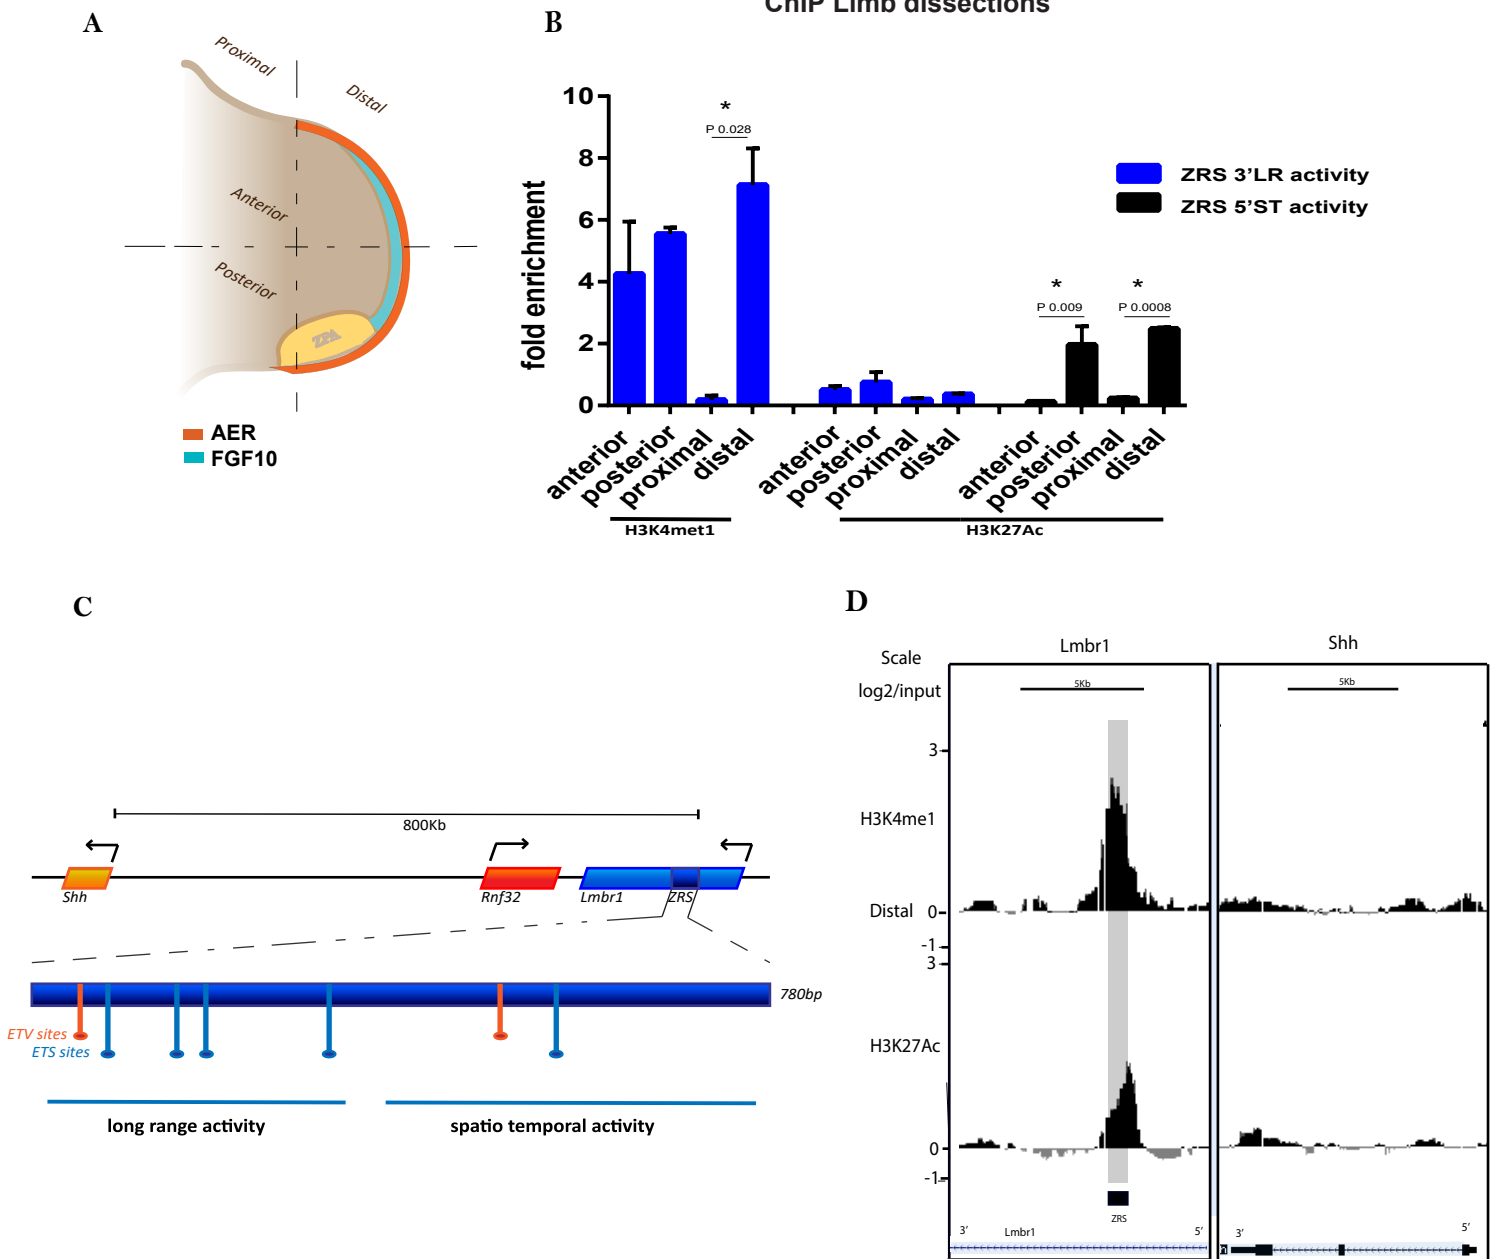 ChIP Limb dissections
A
Proximal
Distal
Anterior
Posterior
ZPA
AER
FGF10
B
fold enrichment
10
8
6
4
2
0
*
P 0.028
*
P 0.009
*
P 0.0008
ZRS 3'LR activity
ZRS 5'ST activity
anterior
posterior
proximal
distal
anterior
posterior
proximal
distal
anterior
posterior
proximal
distal
H3K4met1
H3K27Ac
C
800Kb
Shh
Rnf32
Lmbr1
ZRS
780bp
ETV sites
ETS sites
long range activity
spatio temporal activity
D
Lmbr1
Shh
Scale
log2/input
5Kb
5Kb
3
H3K4me1
Distal
0
-1
3
H3K27Ac
0
-1
ZRS
3'
Lmbr1
5'
3'
5'